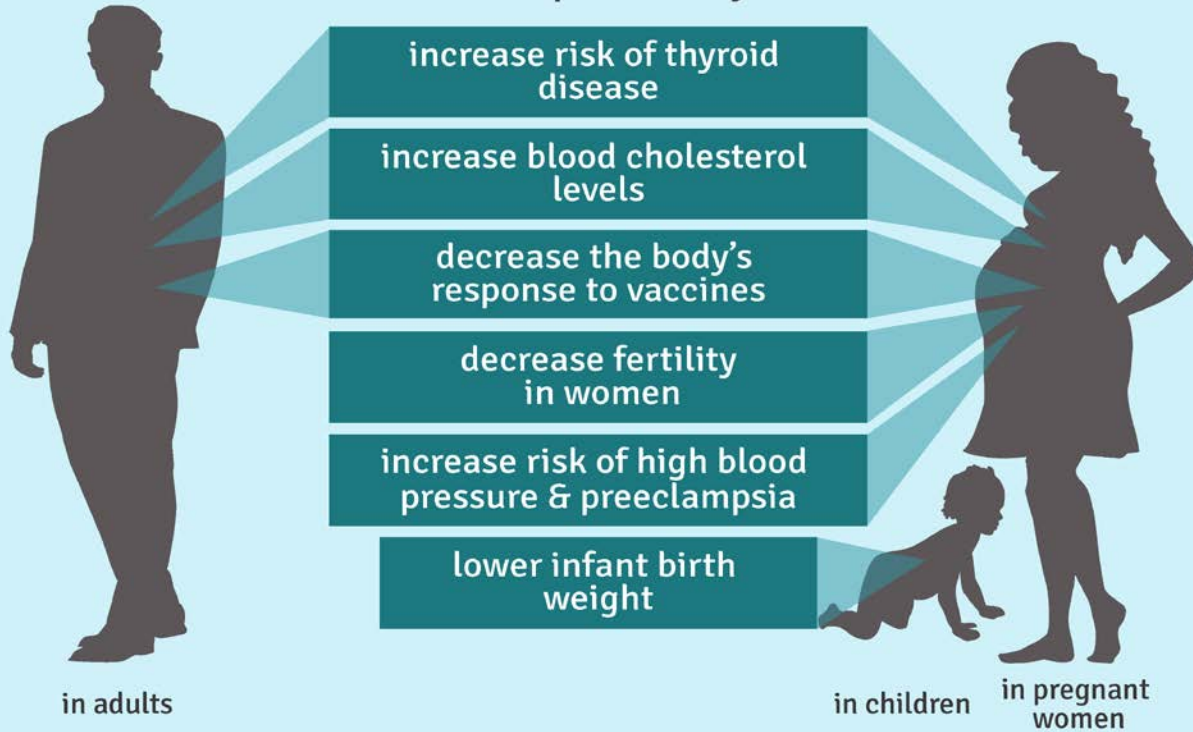 increase risk of thyroid
disease
increase blood cholesterol
levels
decrease the body's
response to vaccines
decrease fertility
in women
increase risk of high blood
pressure & preeclampsia
lower infant birth
weight
in adults
in children
in pregnant
women